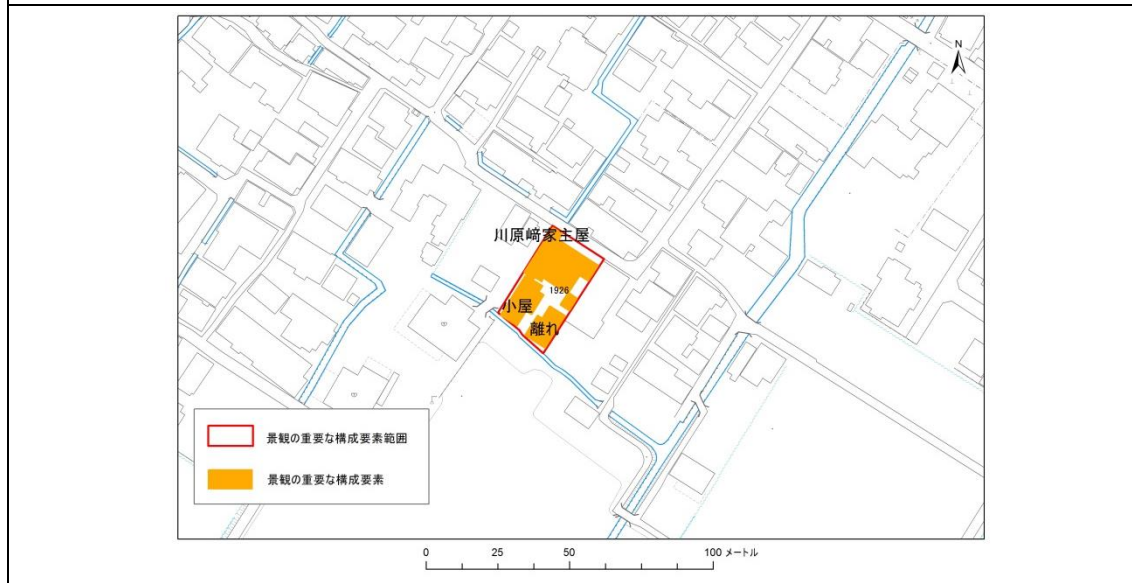 N
川原﨑家主屋
1926
小屋
離れ
景観の重要な構成要素範囲
景観の重要な構成要素
0 25 50 100 メートル